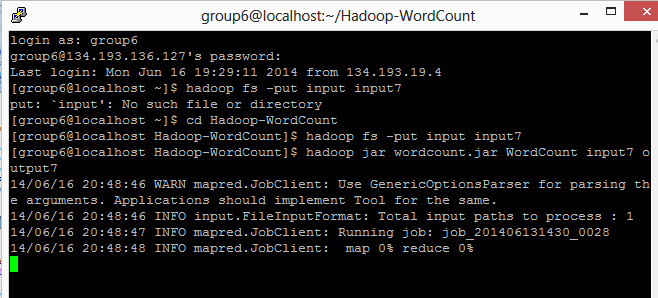 group6@localhost:~/Hadoop-WordCount
login as: group6
group6@134.193.136.127's password:
Last login: Mon Jun 16 19:29:11 2014 from 134.193.19.4
[group6@localhost ~]$ hadoop fs -put input input7
put: `input': No such file or directory
[group6@localhost ~]$ cd Hadoop-WordCount
[group6@localhost Hadoop-WordCount]$ hadoop fs -put input input7
[group6@localhost Hadoop-WordCount]$ hadoop jar wordcount.jar WordCount input7 o
utput7
14/06/16 20:48:46 WARN mapred.JobClient: Use GenericOptionsParser for parsing th
e arguments. Applications should implement Tool for the same.
14/06/16 20:48:46 INFO input.FileInputFormat: Total input paths to process : 1
14/06/16 20:48:47 INFO mapred.JobClient: Running job: job_201406131430_0028
14/06/16 20:48:48 INFO mapred.JobClient:  map 0% reduce 0%